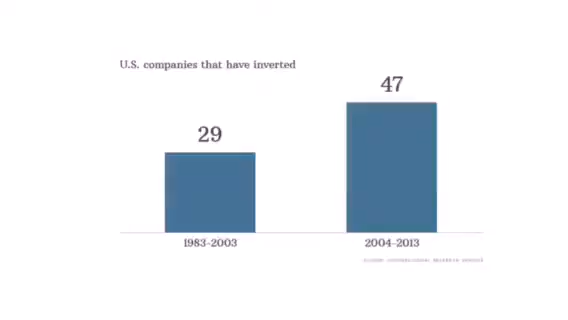 U.S. companies that have inverted
29
47
1983-2003
2004-2013